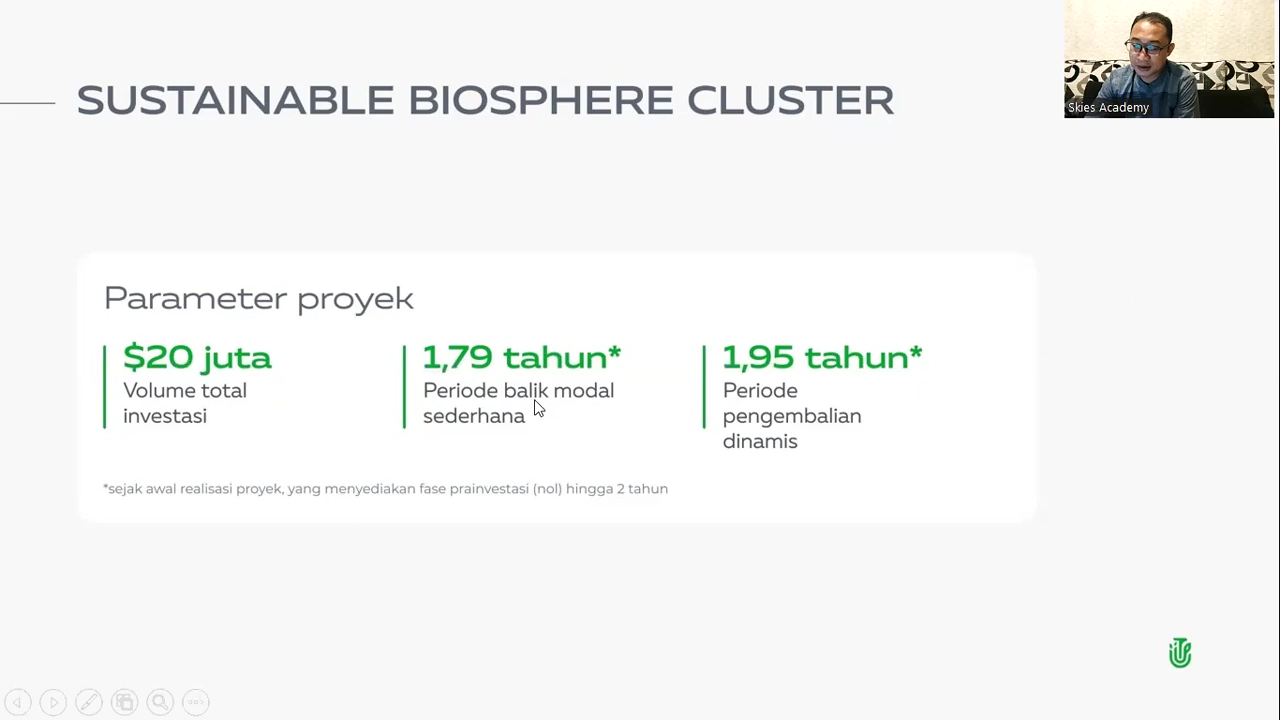 SUSTAINABLE BIOSPHERE CLUSTER
Skies Academy
Parameter proyek
$20 juta
Volume total
investasi
1,79 tahun*
Periode balik modal
sederhana
1,95 tahun*
Periode
pengembalian
dinamis
*sejak awal realisasi proyek, yang menyediakan fase prainvestasi (nol) hingga 2 tahun